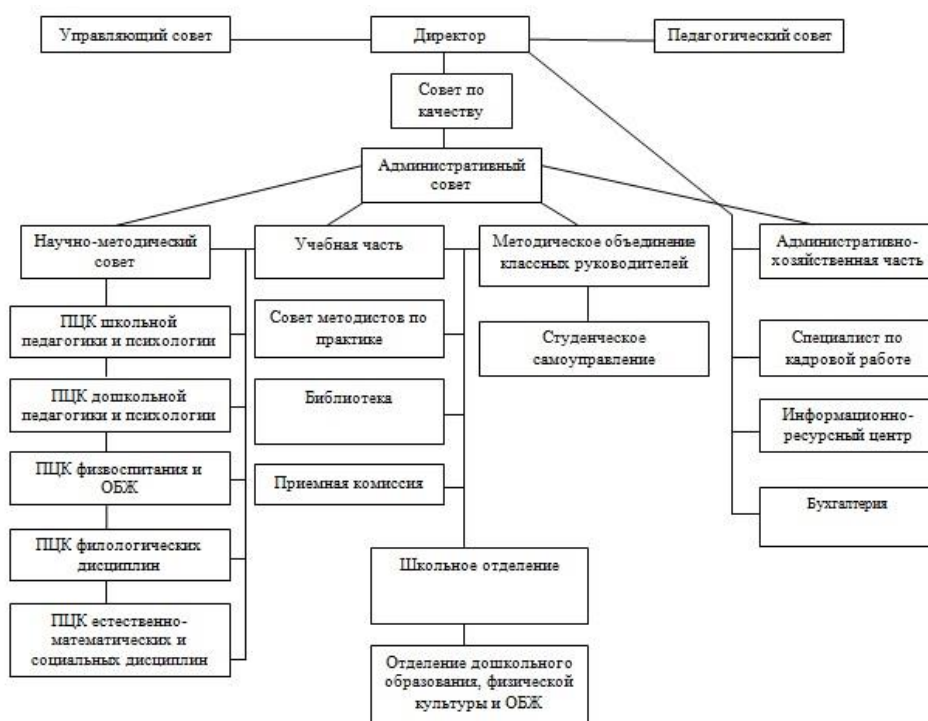 Управляющий совет
Директор
Педагогический совет
Совет по
качеству
Административный
совет
Научно-методический
совет
Учебная часть
Методическое объединение
классных руководителей
Административно-
хозяйственная часть
ПЦК школьной
педагогики и психологии
Совет методистов по
практике
Студенческое
самоуправление
Специалист по
кадровой работе
ПЦК дошкольной
педагогики и психологии
Библиотека
Информационно-
ресурсный центр
ПЦК физвоспитания и
ОБЖ
Приемная комиссия
Бухгалтерия
ПЦК филологических
дисциплин
Школьное отделение
ПЦК естественно-
математических и
социальных дисциплин
Отделение дошкольного
образования, физической
культуры и ОБЖ